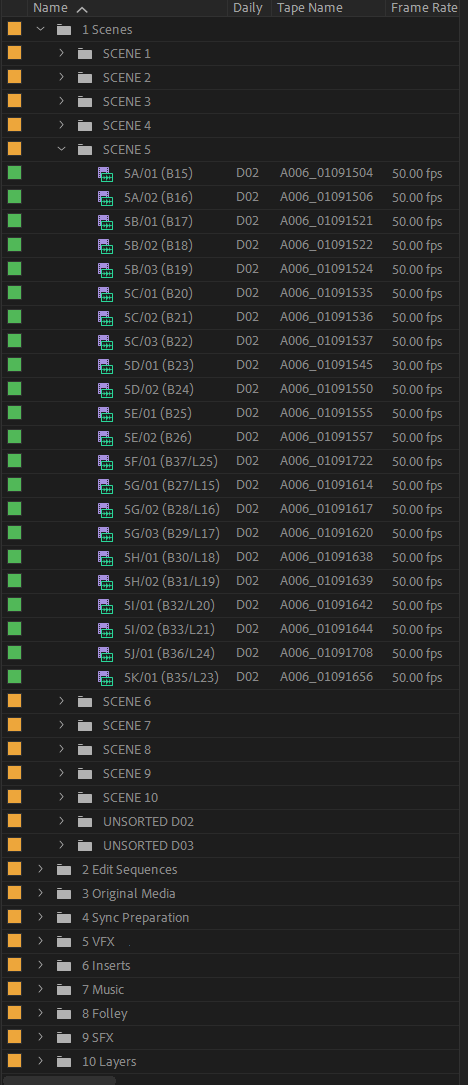 Name Daily Tape Name Frame Rate
1 Scenes
SCENE 1
SCENE 2
SCENE 3
SCENE 4
SCENE 5
5A/01 (B15) D02 A006_01091504 50.00 fps
5A/02 (B16) D02 A006_01091506 50.00 fps
5B/01 (B17) D02 A006_01091521 50.00 fps
5B/02 (B18) D02 A006_01091522 50.00 fps
5B/03 (B19) D02 A006_01091524 50.00 fps
5C/01 (B20) D02 A006_01091535 50.00 fps
5C/02 (B21) D02 A006_01091536 50.00 fps
5C/03 (B22) D02 A006_01091537 50.00 fps
5D/01 (B23) D02 A006_01091545 30.00 fps
5D/02 (B24) D02 A006_01091550 50.00 fps
5E/01 (B25) D02 A006_01091555 50.00 fps
5E/02 (B26) D02 A006_01091557 50.00 fps
5F/01 (B37/L25) D02 A006_01091722 50.00 fps
5G/01 (B27/L15) D02 A006_01091614 50.00 fps
5G/02 (B28/L16) D02 A006_01091617 50.00 fps
5G/03 (B29/L17) D02 A006_01091620 50.00 fps
5H/01 (B30/L18) D02 A006_01091638 50.00 fps
5H/02 (B31/L19) D02 A006_01091639 50.00 fps
5I/01 (B32/L20) D02 A006_01091642 50.00 fps
5I/02 (B33/L21) D02 A006_01091644 50.00 fps
5J/01 (B36/L24) D02 A006_01091708 50.00 fps
5K/01 (B35/L23) D02 A006_01091656 50.00 fps
SCENE 6
SCENE 7
SCENE 8
SCENE 9
SCENE 10
UNSORTED D02
UNSORTED D03
2 Edit Sequences
3 Original Media
4 Sync Preparation
5 VFX
6 Inserts
7 Music
8 Folley
9 SFX
10 Layers